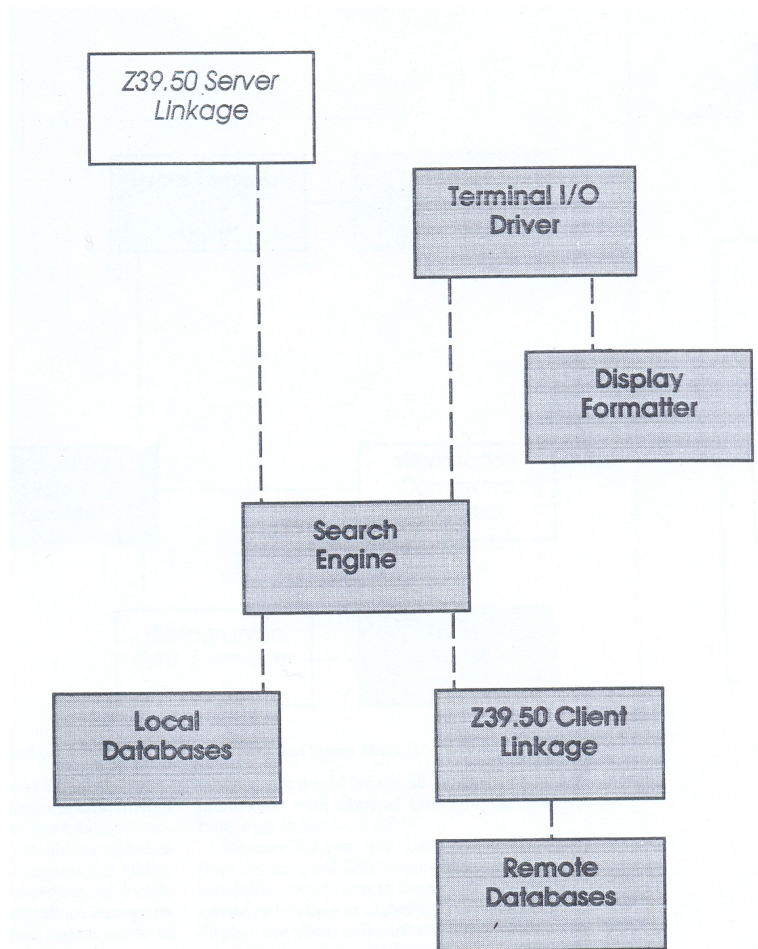 Z39.50 Server
Linkage
Terminal I/O
Driver
Display
Formatter
Search
Engine
Local
Databases
Z39.50 Client
Linkage
Remote
Databases